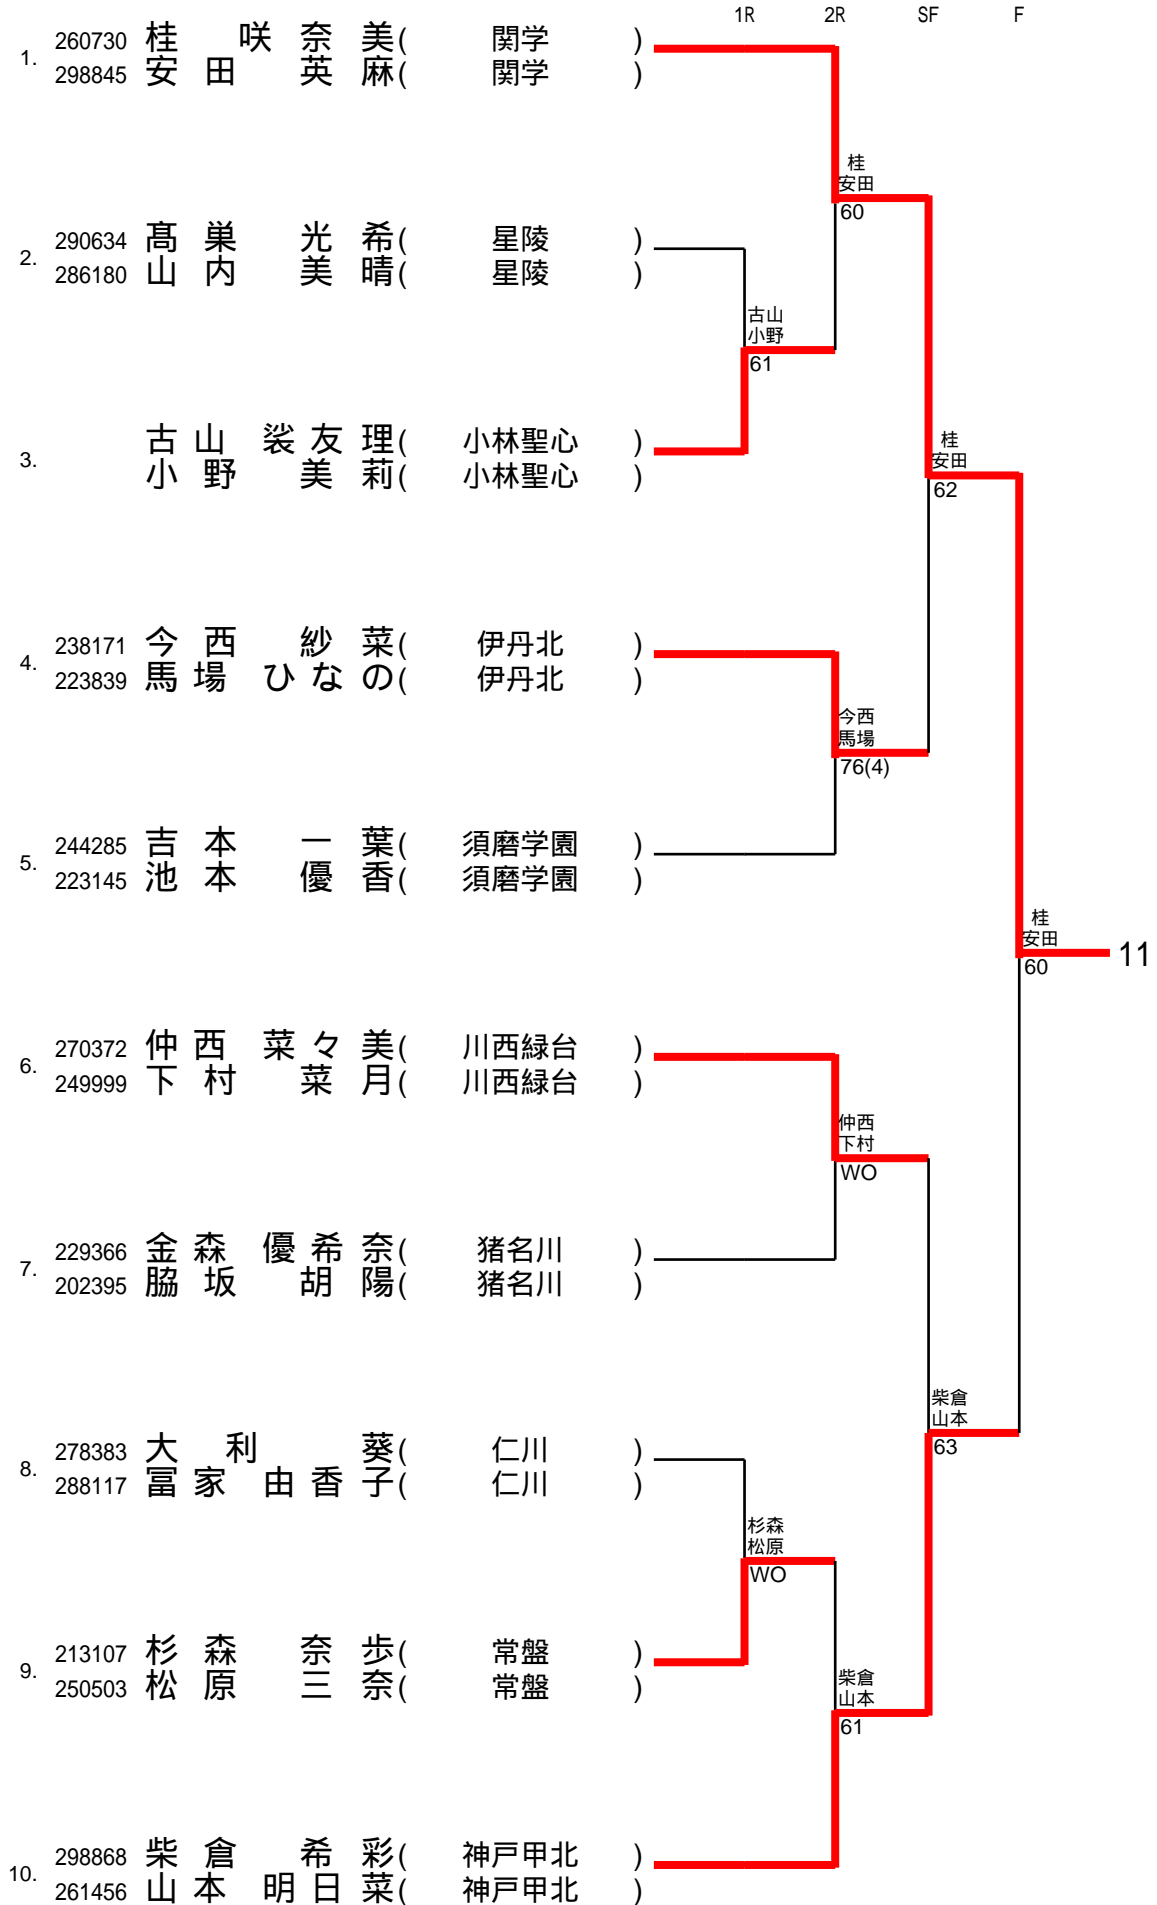 1R 2R SF F
1. 260730 桂 咲奈美( 関学 )
298845 安田 英麻( 関学 )
桂
安田
60
2. 290634 髙巣 光希( 星陵 )
286180 山内 美晴( 星陵 )
古山
小野
61
3. 古山 裟友理( 小林聖心 )
小野 美莉( 小林聖心 )
桂
安田
62
4. 238171 今西 紗菜( 伊丹北 )
223839 馬場 ひなの( 伊丹北 )
今西
馬場
76(4)
5. 244285 吉本 一葉( 須磨学園 )
223145 池本 優香( 須磨学園 )
桂
安田
60
11
6. 270372 仲西 菜々美( 川西緑台 )
249999 下村 菜月( 川西緑台 )
仲西
下村
WO
7. 229366 金森 優希奈( 猪名川 )
202395 脇坂 胡陽( 猪名川 )
柴倉
山本
63
8. 278383 大利 葵( 仁川 )
288117 冨家 由香子( 仁川 )
杉森
松原
WO
9. 213107 杉森 奈歩( 常盤 )
250503 松原 三奈( 常盤 )
柴倉
山本
61
10. 298868 柴倉 希彩( 神戸甲北 )
261456 山本 明日菜( 神戸甲北 )